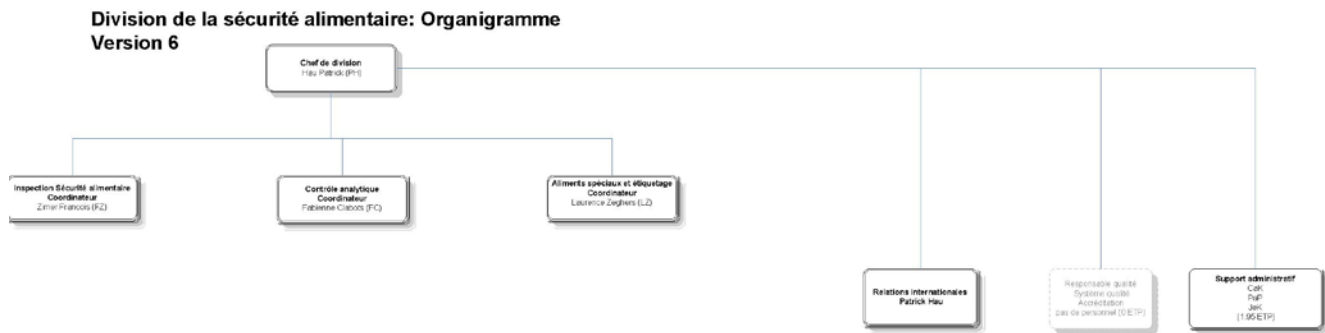 Division de la sécurité alimentaire: Organigramme
Version 6
Chef de division
Hau Patrick (PH)
Inspection Sécurité alimentaire
Coordinateur
Zimer Francois (FZ)
Contrôle analytique
Coordinateur
Fabienne Clabots (FC)
Aliments spéciaux et étiquetage
Coordinateur
Laurence Zeghers (LZ)
Relations internationales
Patrick Hau
Responsable qualité
Système qualité
Accréditation
pas de personnel (0 ETP)
Support administratif
CaK
PaP
JeK
(1.95 ETP)